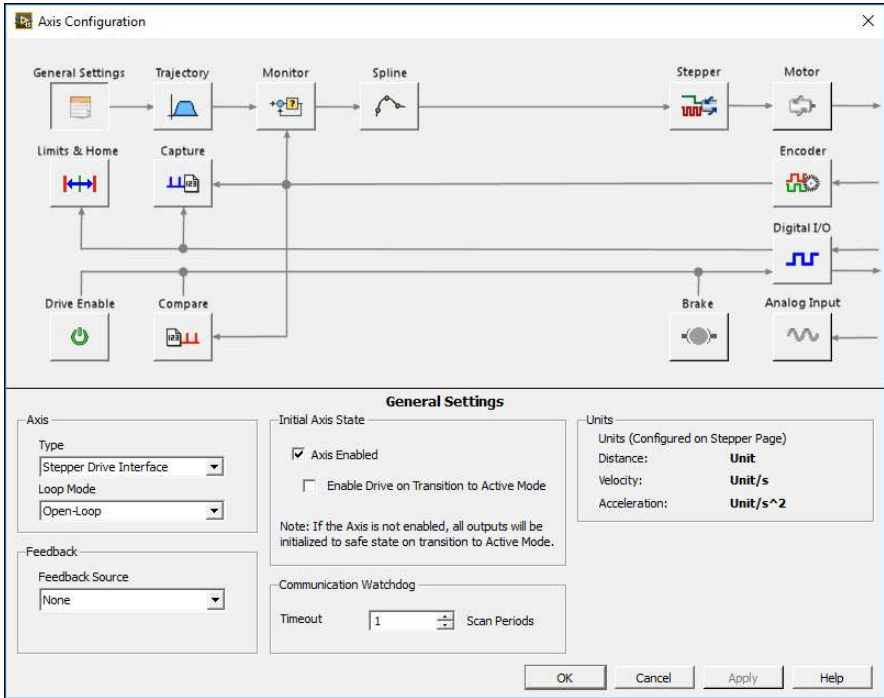 Axis Configuration
General Settings
Trajectory
Monitor
Spline
Stepper
Motor
Limits & Home
Capture
Encoder
Digital I/O
Drive Enable
Compare
Brake
Analog Input
General Settings
Axis
Type
Stepper Drive Interface
Loop Mode
Open-Loop
Feedback
Feedback Source
None
Initial Axis State
Axis Enabled
Enable Drive on Transition to Active Mode
Note: If the Axis is not enabled, all outputs will be
initialized to safe state on transition to Active Mode.
Communication Watchdog
Timeout
1
Scan Periods
Units
Units (Configured on Stepper Page)
Distance: Unit
Velocity: Unit/s
Acceleration: Unit/s^2
OK
Cancel
Apply
Help